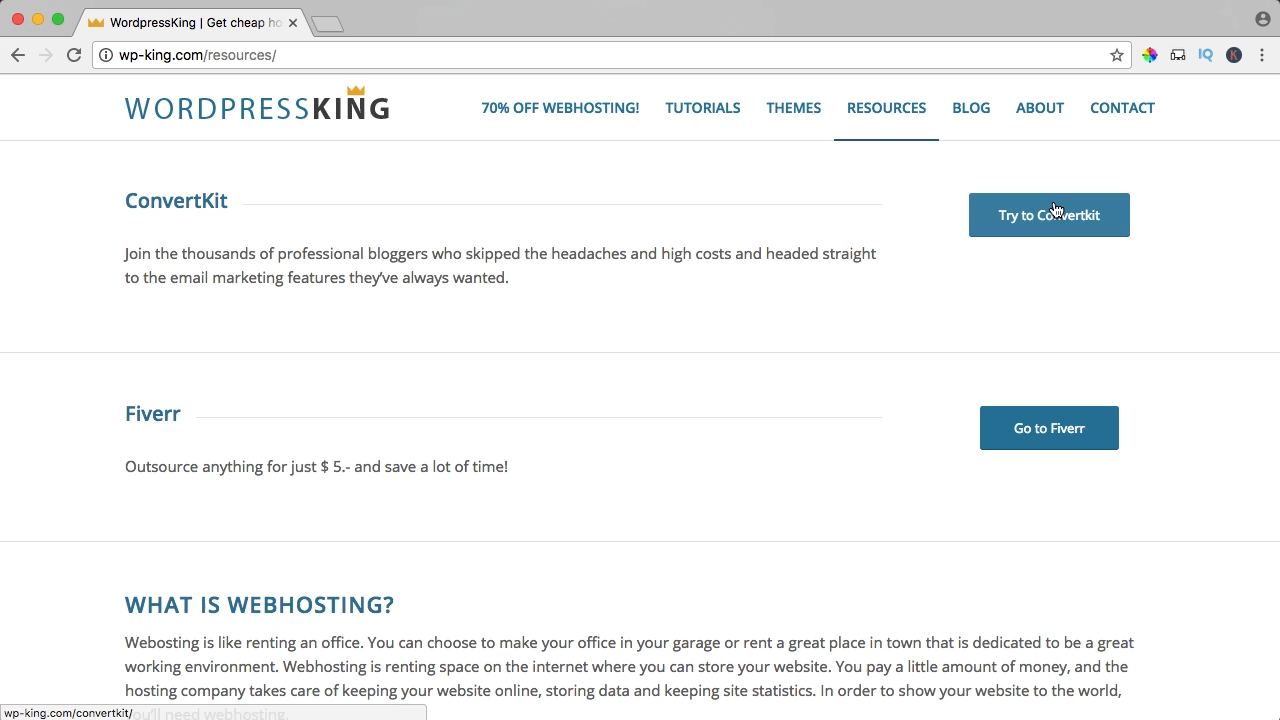 WordpressKing | Get cheap ho
wp-king.com/resources/
IQ
K
WORDPRESSKING
70% OFF WEBHOSTING!
TUTORIALS
THEMES
RESOURCES
BLOG
ABOUT
CONTACT
ConvertKit
Try to Convertkit
Join the thousands of professional bloggers who skipped the headaches and high costs and headed straight
to the email marketing features they've always wanted.
Fiverr
Go to Fiverr
Outsource anything for just $ 5.- and save a lot of time!
WHAT IS WEBHOSTING?
Webosting is like renting an office. You can choose to make your office in your garage or rent a great place in town that is dedicated to be a great
working environment. Webhosting is renting space on the internet where you can store your website. You pay a little amount of money, and the
hosting company takes care of keeping your website online, storing data and keeping site statistics. In order to show your website to the world,
you'll need webhosting.
wp-king.com/convertkit/